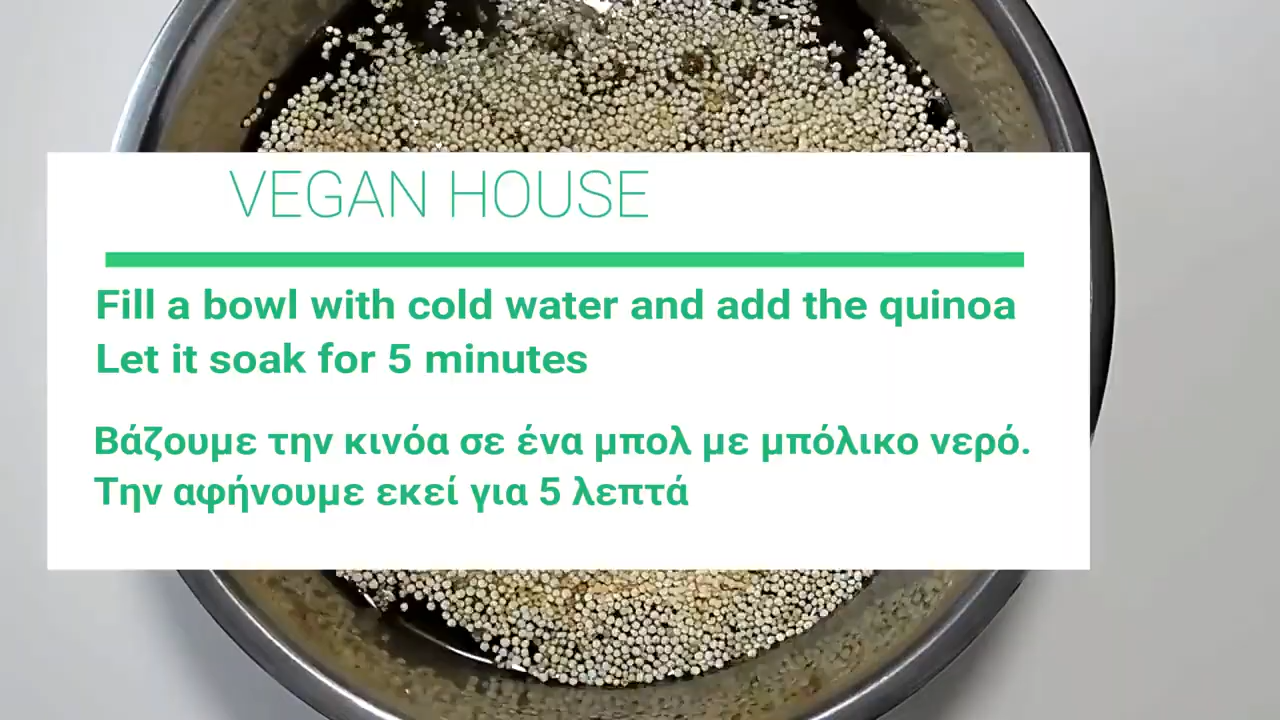 VEGAN HOUSE
Fill a bowl with cold water and add the quinoa
Let it soak for 5 minutes
Βάζουμε την κινόα σε ένα μπολ με μπόλικο νερό.
Την αφήνουμε εκεί για 5 λεπτά